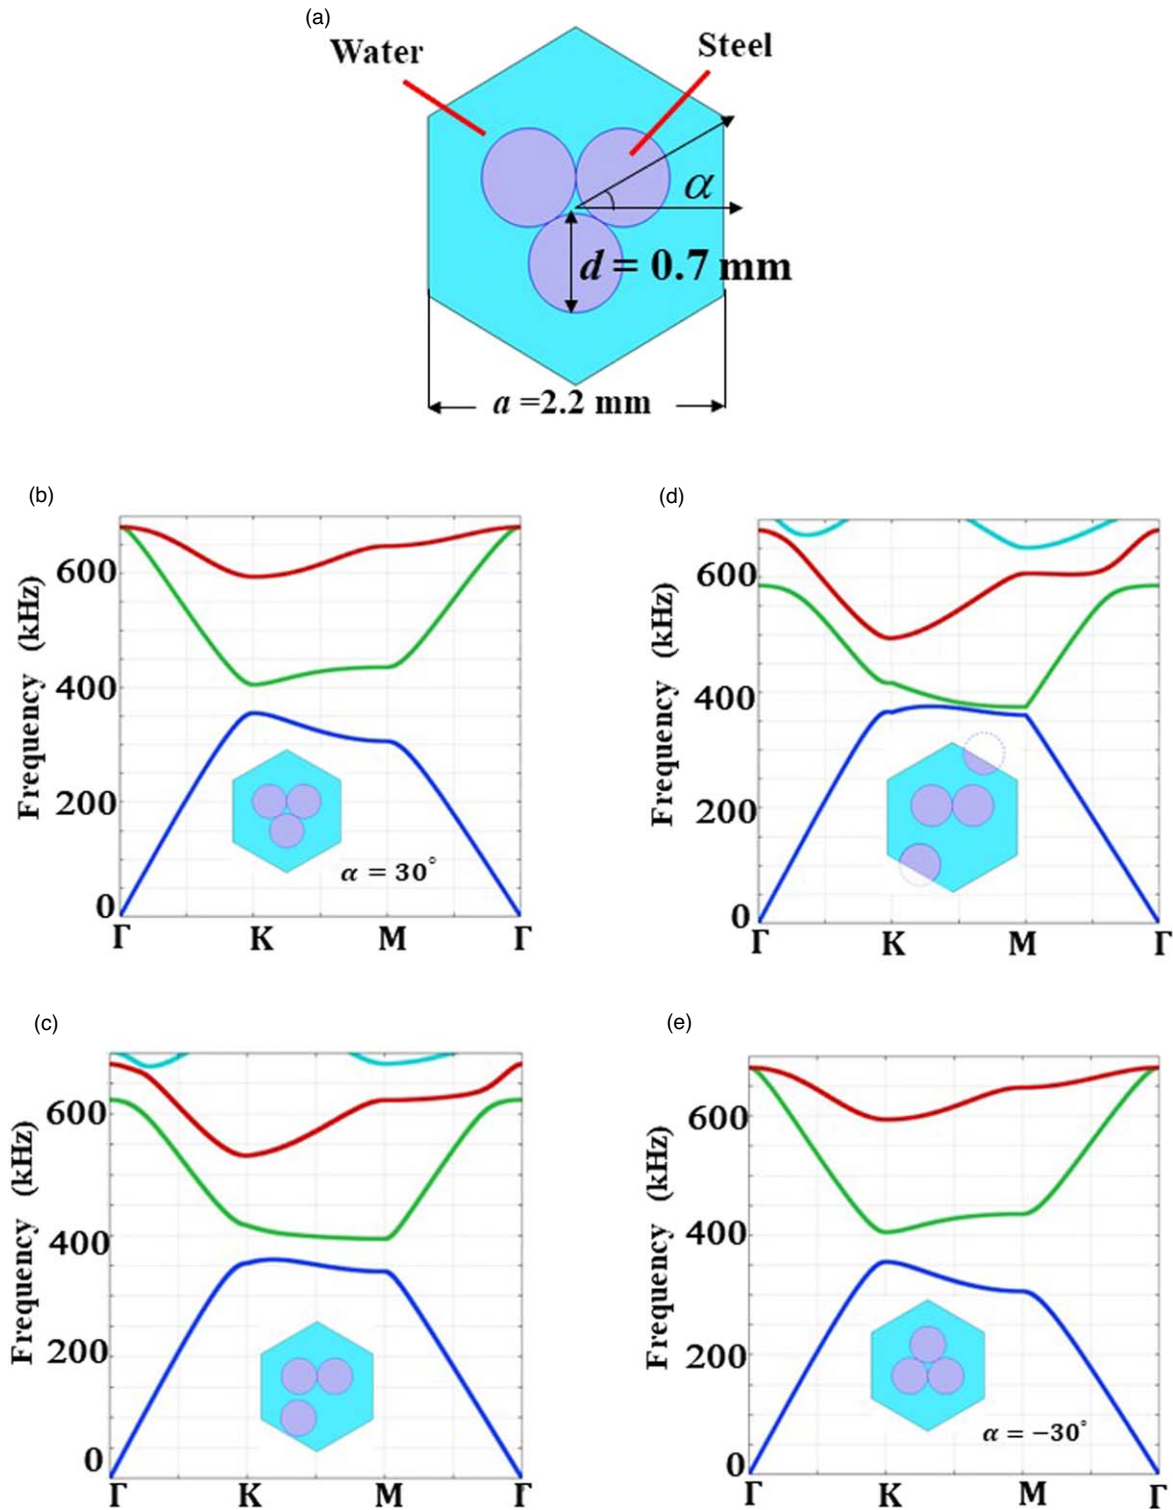 (a)
Water
Steel
α
d = 0.7 mm
a =2.2 mm
(b)
Frequency (kHz)
600
400
200
0
Γ K M Γ
α = 30°
(d)
Frequency (kHz)
600
400
200
0
Γ K M Γ
(c)
Frequency (kHz)
600
400
200
0
Γ K M Γ
(e)
Frequency (kHz)
600
400
200
0
Γ K M Γ
α = −30°